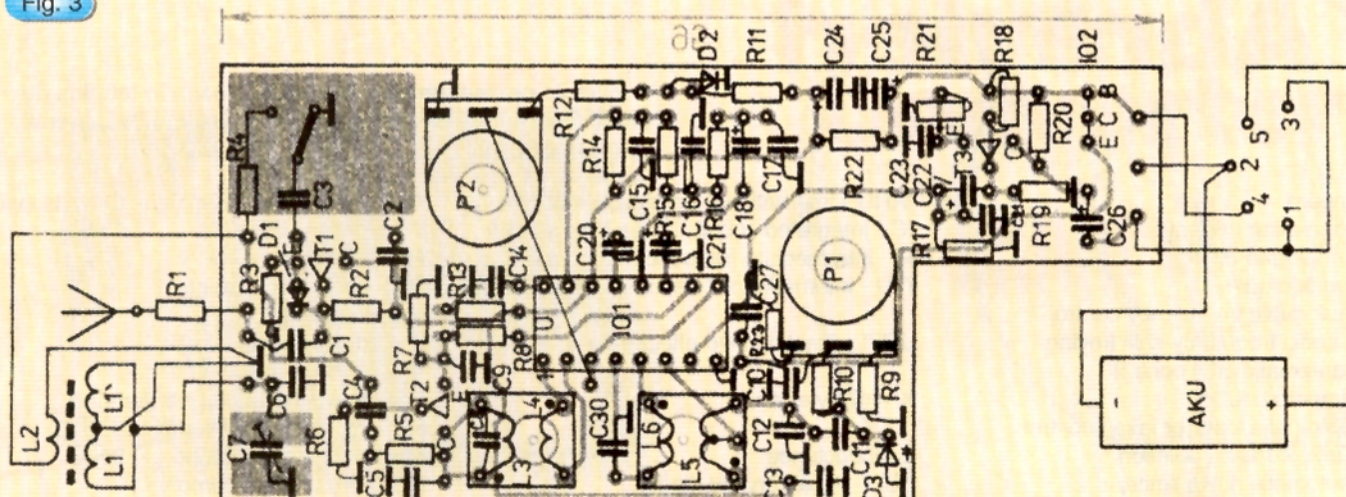 Fig. 3
95
D2
R11
C24
C25
R21
R18
IO2
R12
R4
B
C
E
5
3
2
4
1
P2
R14
C3
C15
R15
C16
R16
C17
C18
R22
C23
C22
T3
E
R20
R17
R19
C26
R1
R3
D1
T1
C
R2
C2
C20
C21
P1
R13
C14
R7
R8
IO1
C27
R23
C1
C4
C6
T2
E
C9
C10
R10
R9
L2
L1'
L1
C7
R6
R5
C5
C
L4
L3
C30
L6
L5
C12
C11
C13
D3
-
AKU
+